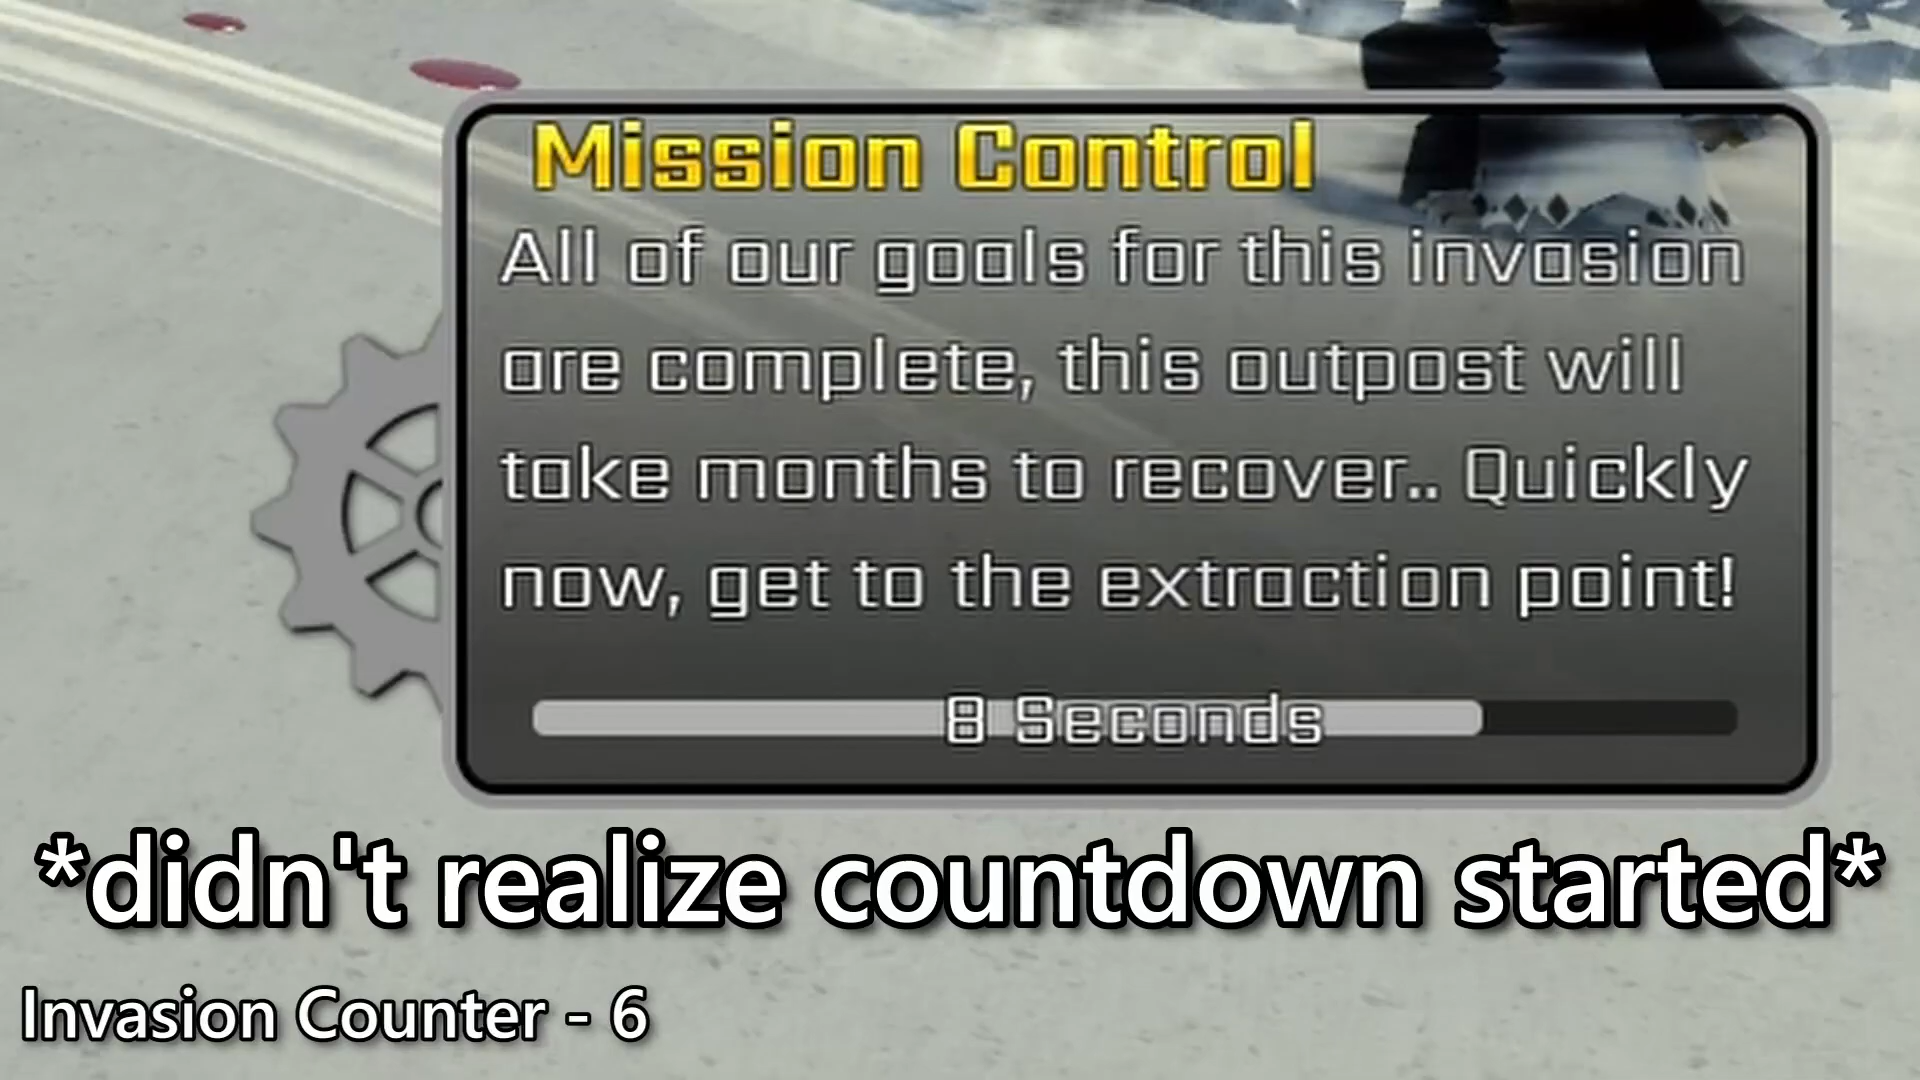 Mission Control
All of our goals for this invasion
are complete, this outpost will
take months to recover.. Quickly
now, get to the extraction point!
8 Seconds
*didn't realize countdown started*
Invasion Counter - 6